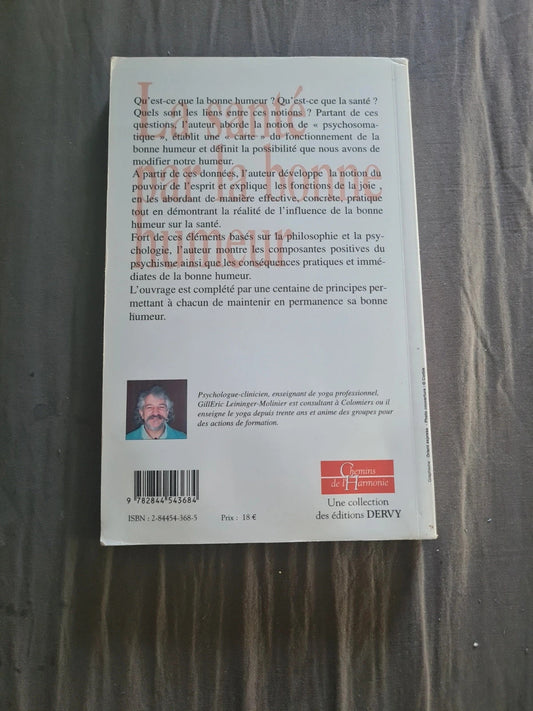 La santé
par la bonne
humeur
Qu'est-ce que la bonne humeur ? Qu'est-ce que la santé ?
Quels sont les liens entre ces notions ? Partant de ces
questions, l'auteur aborde la notion de « psychosoma-
tique », établit une « carte » du fonctionnement de la
bonne humeur et définit la possibilité que nous avons de
modifier notre humeur.
A partir de ces données, l'auteur développe la notion du
pouvoir de l'esprit et explique les fonctions de la joie ,
en les abordant de manière effective, concrète, pratique
tout en démontrant la réalité de l'influence de la bonne
humeur sur la santé.
Fort de ces éléments basés sur la philosophie et la psy-
chologie, l'auteur montre les composantes positives du
psychisme ainsi que les conséquences pratiques et immé-
diates de la bonne humeur.
L'ouvrage est complété par une centaine de principes per-
mettant à chacun de maintenir en permanence sa bonne
humeur.
Psychologue-clinicien, enseignant de yoga professionnel,
GillEric Leininger-Molinier est consultant à Colomiers ou il
enseigne le yoga depuis trente ans et anime des groupes pour
des actions de formation.
9 782844 543684
ISBN : 2-84454-368-5 Prix : 18 €
Chemins
de l'Harmonie
Une collection
des éditions DERVY